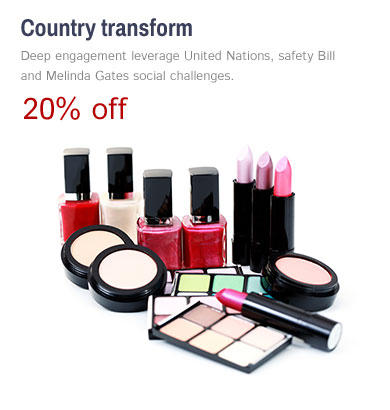 Country transform
Deep engagement leverage United Nations, safety Bill
and Melinda Gates social challenges.
20% off